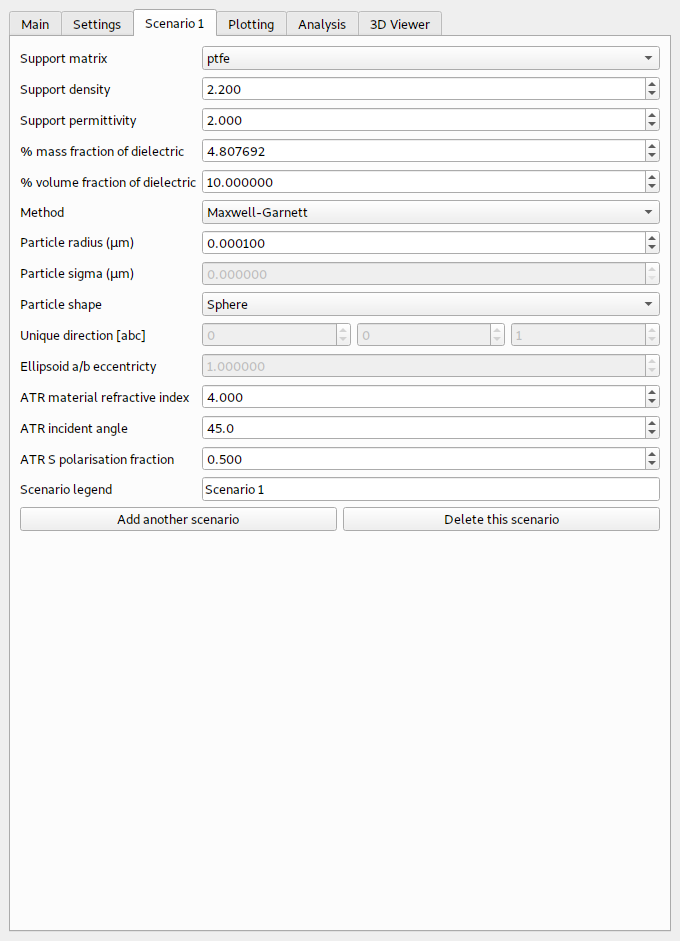 Main Settings Scenario 1 Plotting Analysis 3D Viewer
Support matrix ptfe
Support density 2.200
Support permittivity 2.000
% mass fraction of dielectric 4.807692
% volume fraction of dielectric 10.000000
Method Maxwell-Garnett
Particle radius (μm) 0.000100
Particle sigma (μm) 0.000000
Particle shape Sphere
Unique direction [abc] 0 0 1
Ellipsoid a/b eccentricty 1.000000
ATR material refractive index 4.000
ATR incident angle 45.0
ATR S polarisation fraction 0.500
Scenario legend Scenario 1
Add another scenario Delete this scenario